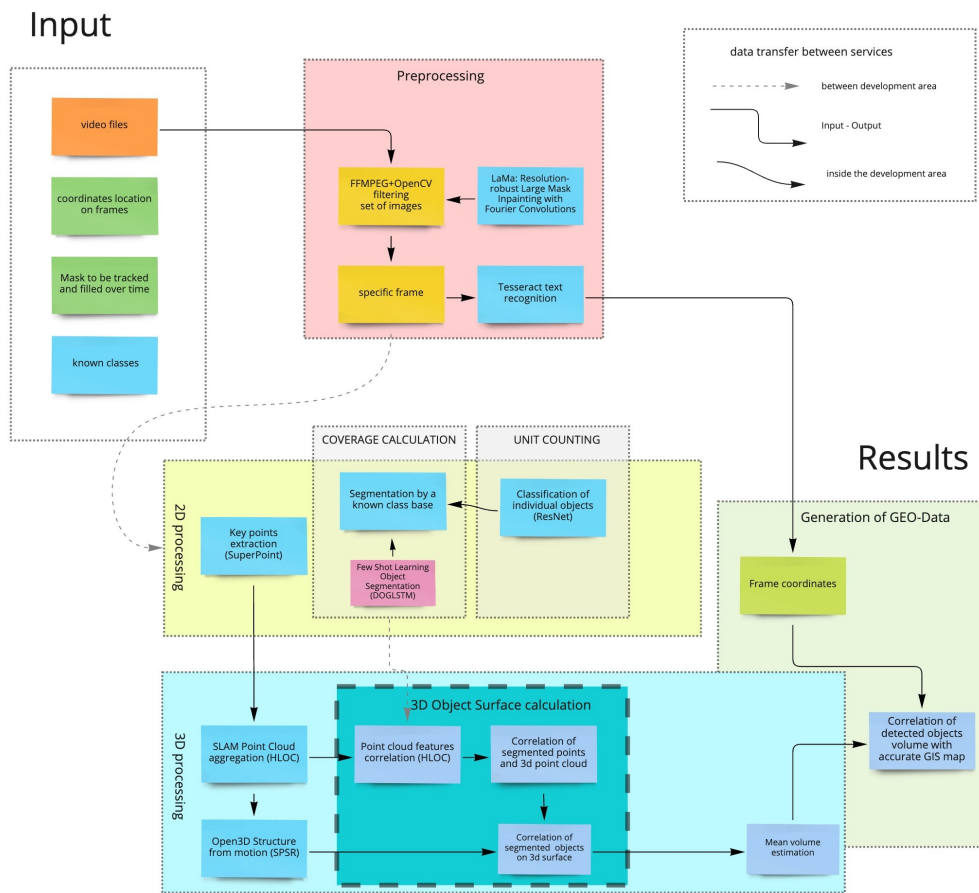 Input
video files
coordinates location
on frames
Mask to be tracked
and filled over time
known classes
Preprocessing
FFMPEG+OpenCV
filtering
set of images
LaMa: Resolution-
robust Large Mask
Inpainting with
Fourier Convolutions
specific frame
Tesseract text
recognition
data transfer between services
between development area
Input - Output
inside the development area
COVERAGE CALCULATION
UNIT COUNTING
2D processing
Key points
extraction
(SuperPoint)
Segmentation by a
known class base
Classification of
individual objects
(ResNet)
Few Shot Learning
Object
Segmentation
(DOGLSTM)
Results
Generation of GEO-Data
Frame coordinates
Correlation of
detected objects
volume with
accurate GIS map
3D processing
3D Object Surface calculation
SLAM Point Cloud
aggregation (HLOC)
Point cloud features
correlation (HLOC)
Correlation of
segmented points
and 3d point cloud
Open3D Structure
from motion (SPSR)
Correlation of
segmented objects
on 3d surface
Mean volume
estimation